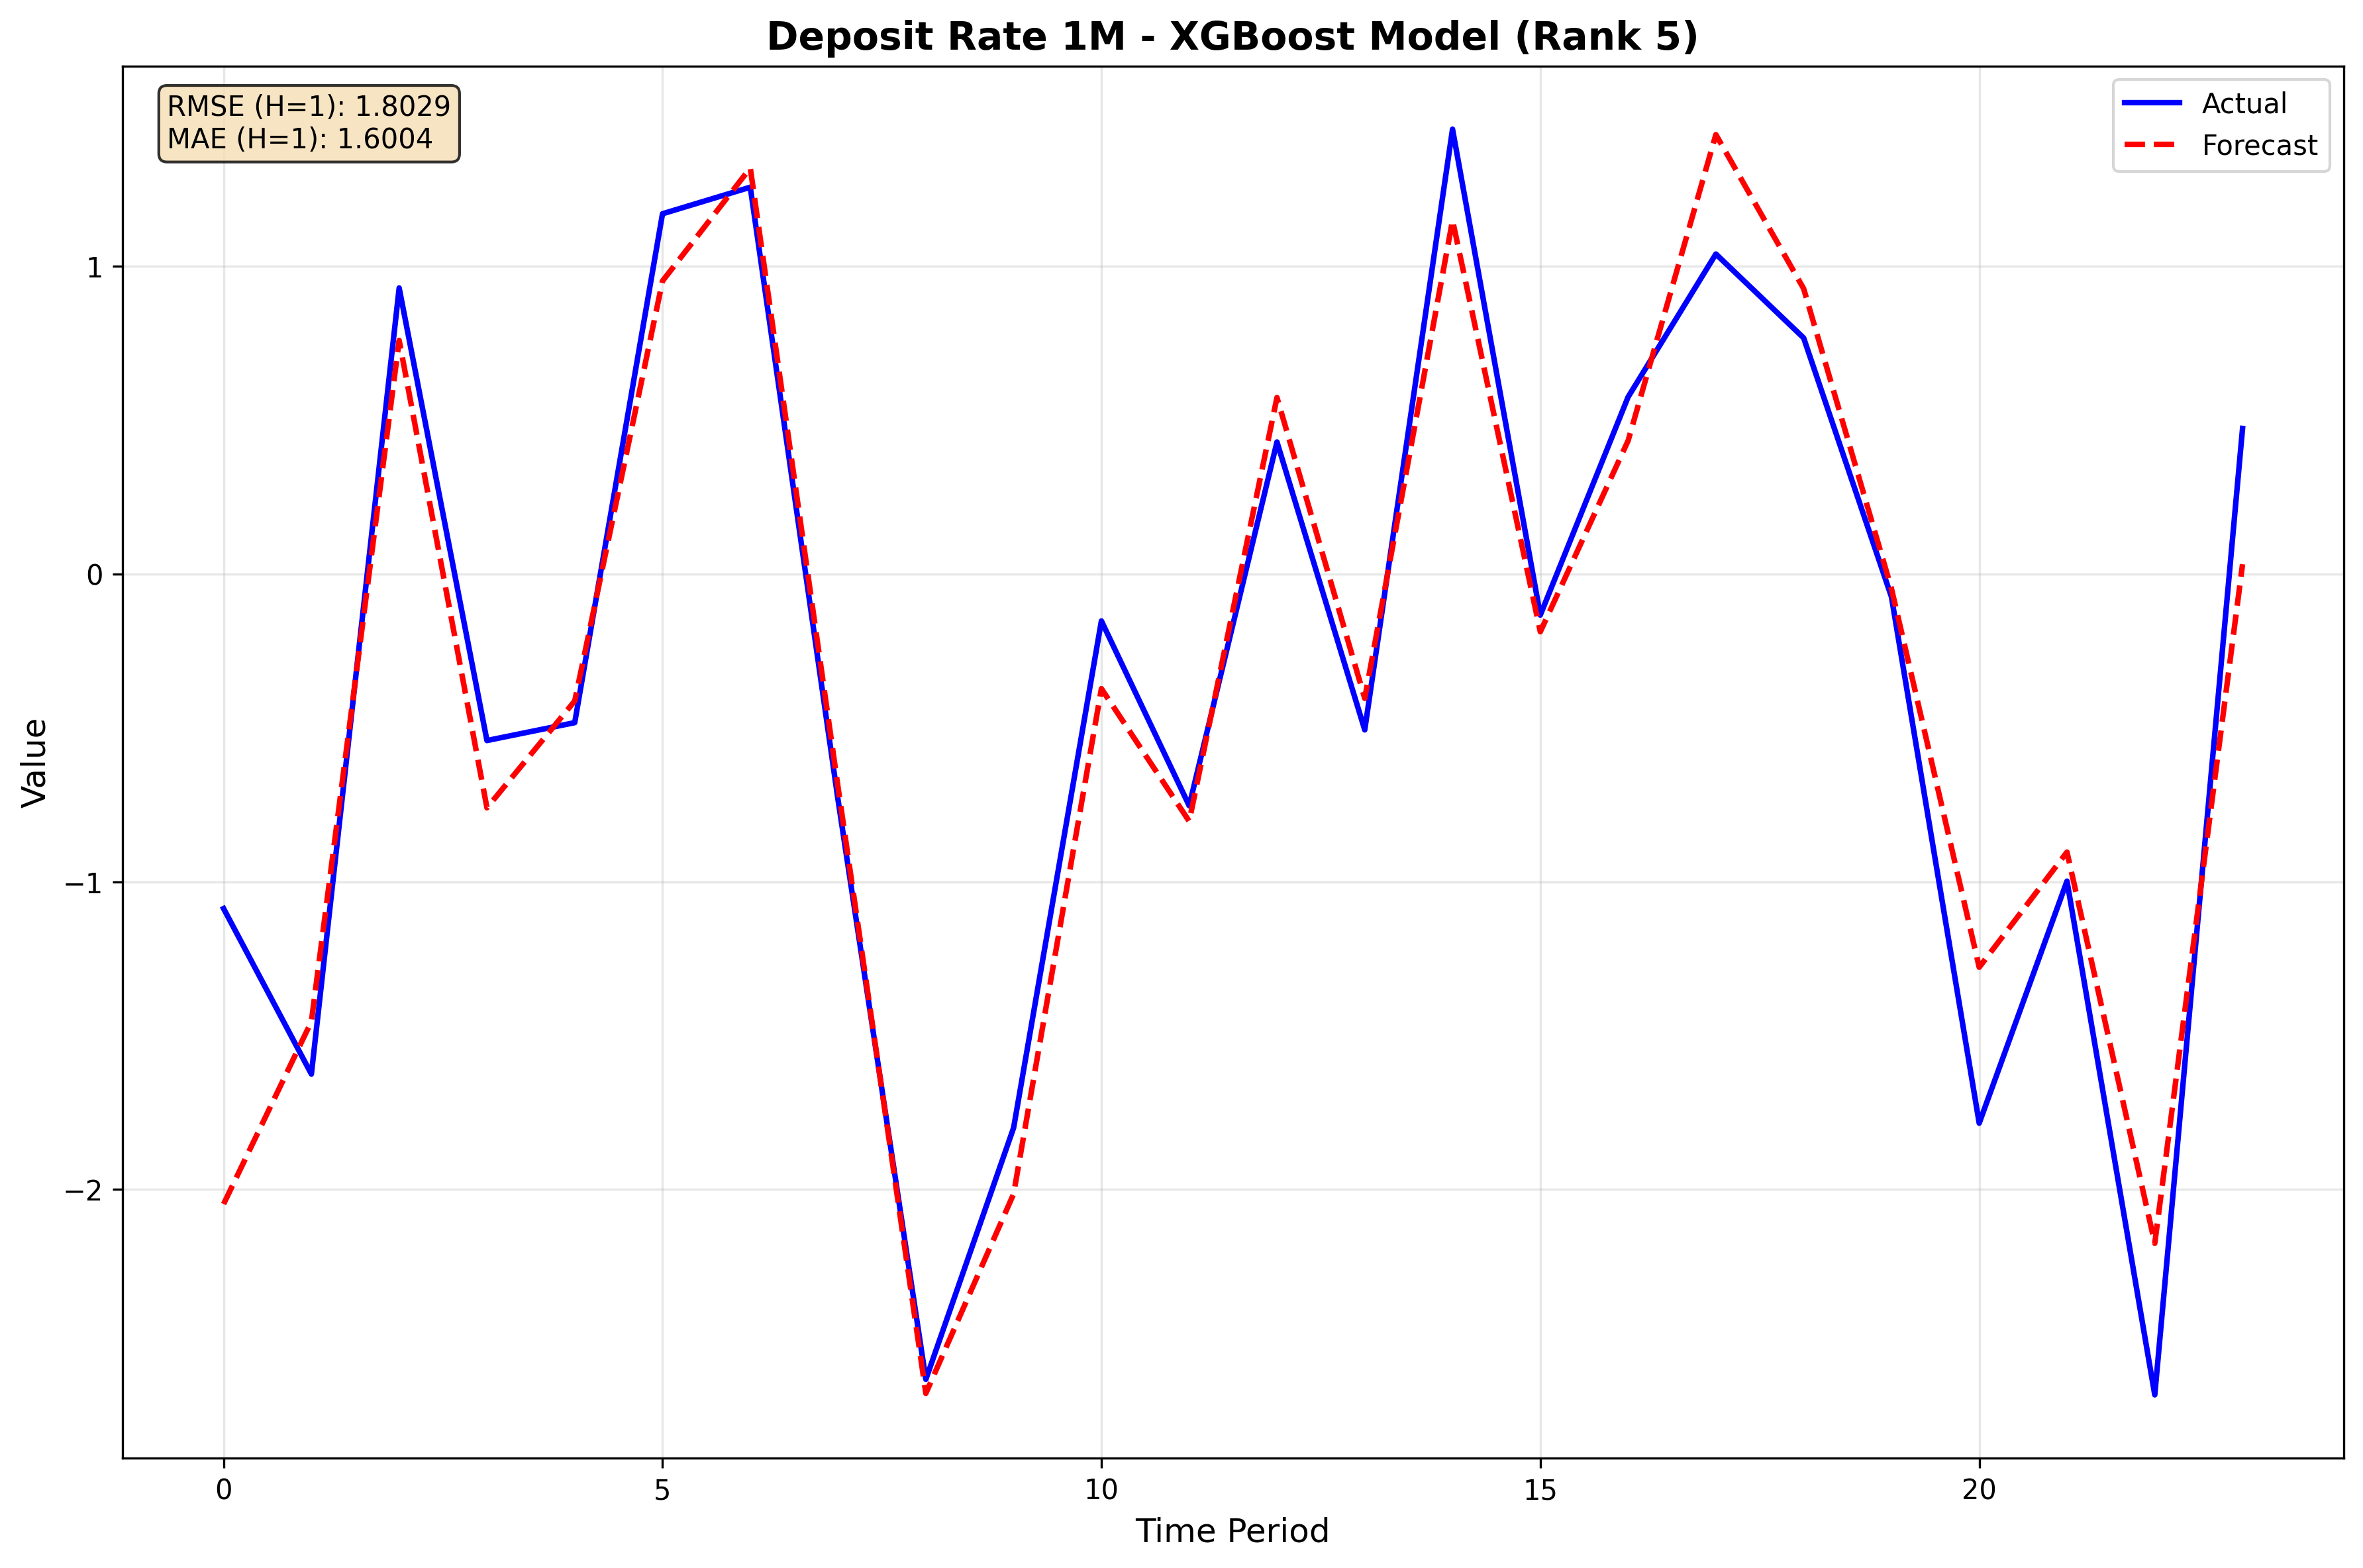 Deposit Rate 1M - XGBoost Model (Rank 5)
RMSE (H=1): 1.8029
MAE (H=1): 1.6004
Actual
Forecast
Value
1
0
−1
−2
0
5
10
15
20
Time Period